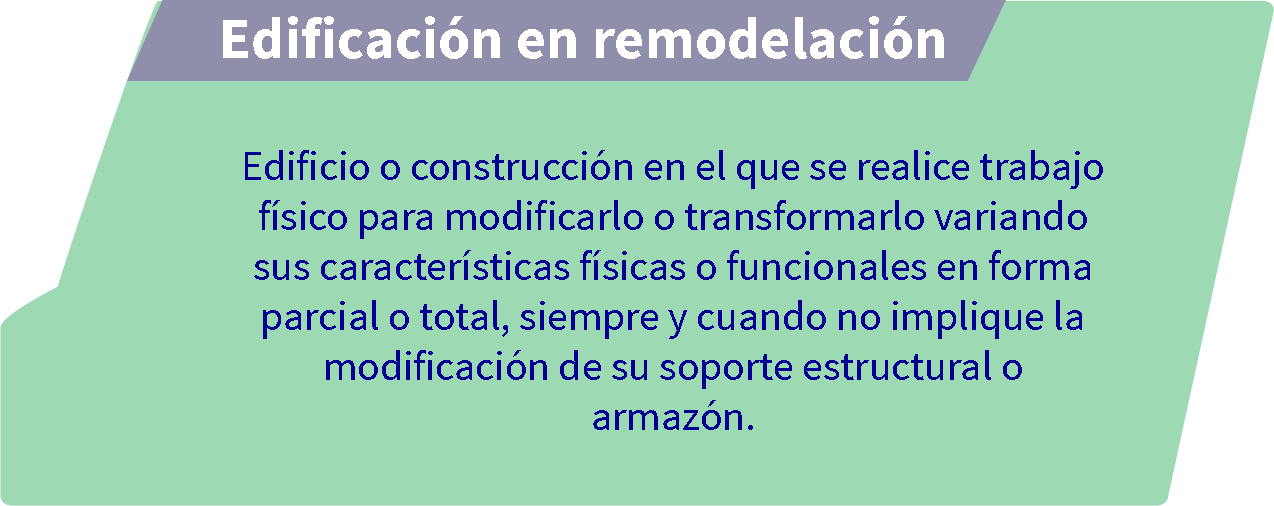 Edificación en remodelación
Edificio o construcción en el que se realice trabajo
físico para modificarlo o transformarlo variando
sus características físicas o funcionales en forma
parcial o total, siempre y cuando no implique la
modificación de su soporte estructural o
armazón.